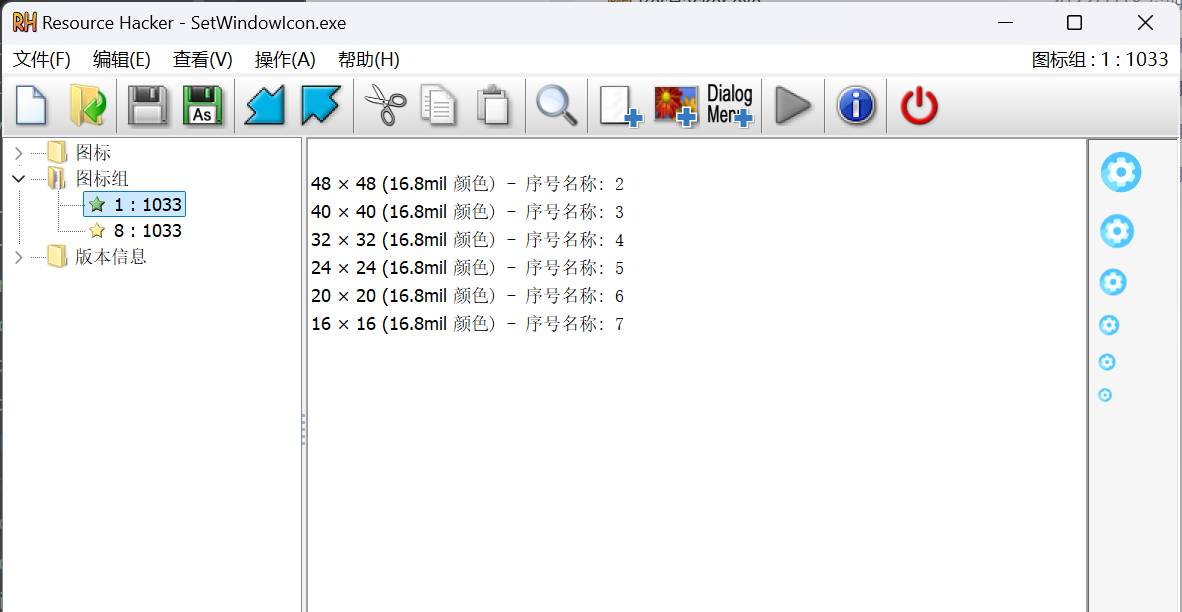 Resource Hacker - SetWindowIcon.exe
文件(F) 编辑(E) 查看(V) 操作(A) 帮助(H) 图标组 : 1 : 1033
As
Dialog
Menu
图标
图标组
1 : 1033
8 : 1033
版本信息
48 × 48 (16.8mil 颜色) - 序号名称: 2
40 × 40 (16.8mil 颜色) - 序号名称: 3
32 × 32 (16.8mil 颜色) - 序号名称: 4
24 × 24 (16.8mil 颜色) - 序号名称: 5
20 × 20 (16.8mil 颜色) - 序号名称: 6
16 × 16 (16.8mil 颜色) - 序号名称: 7